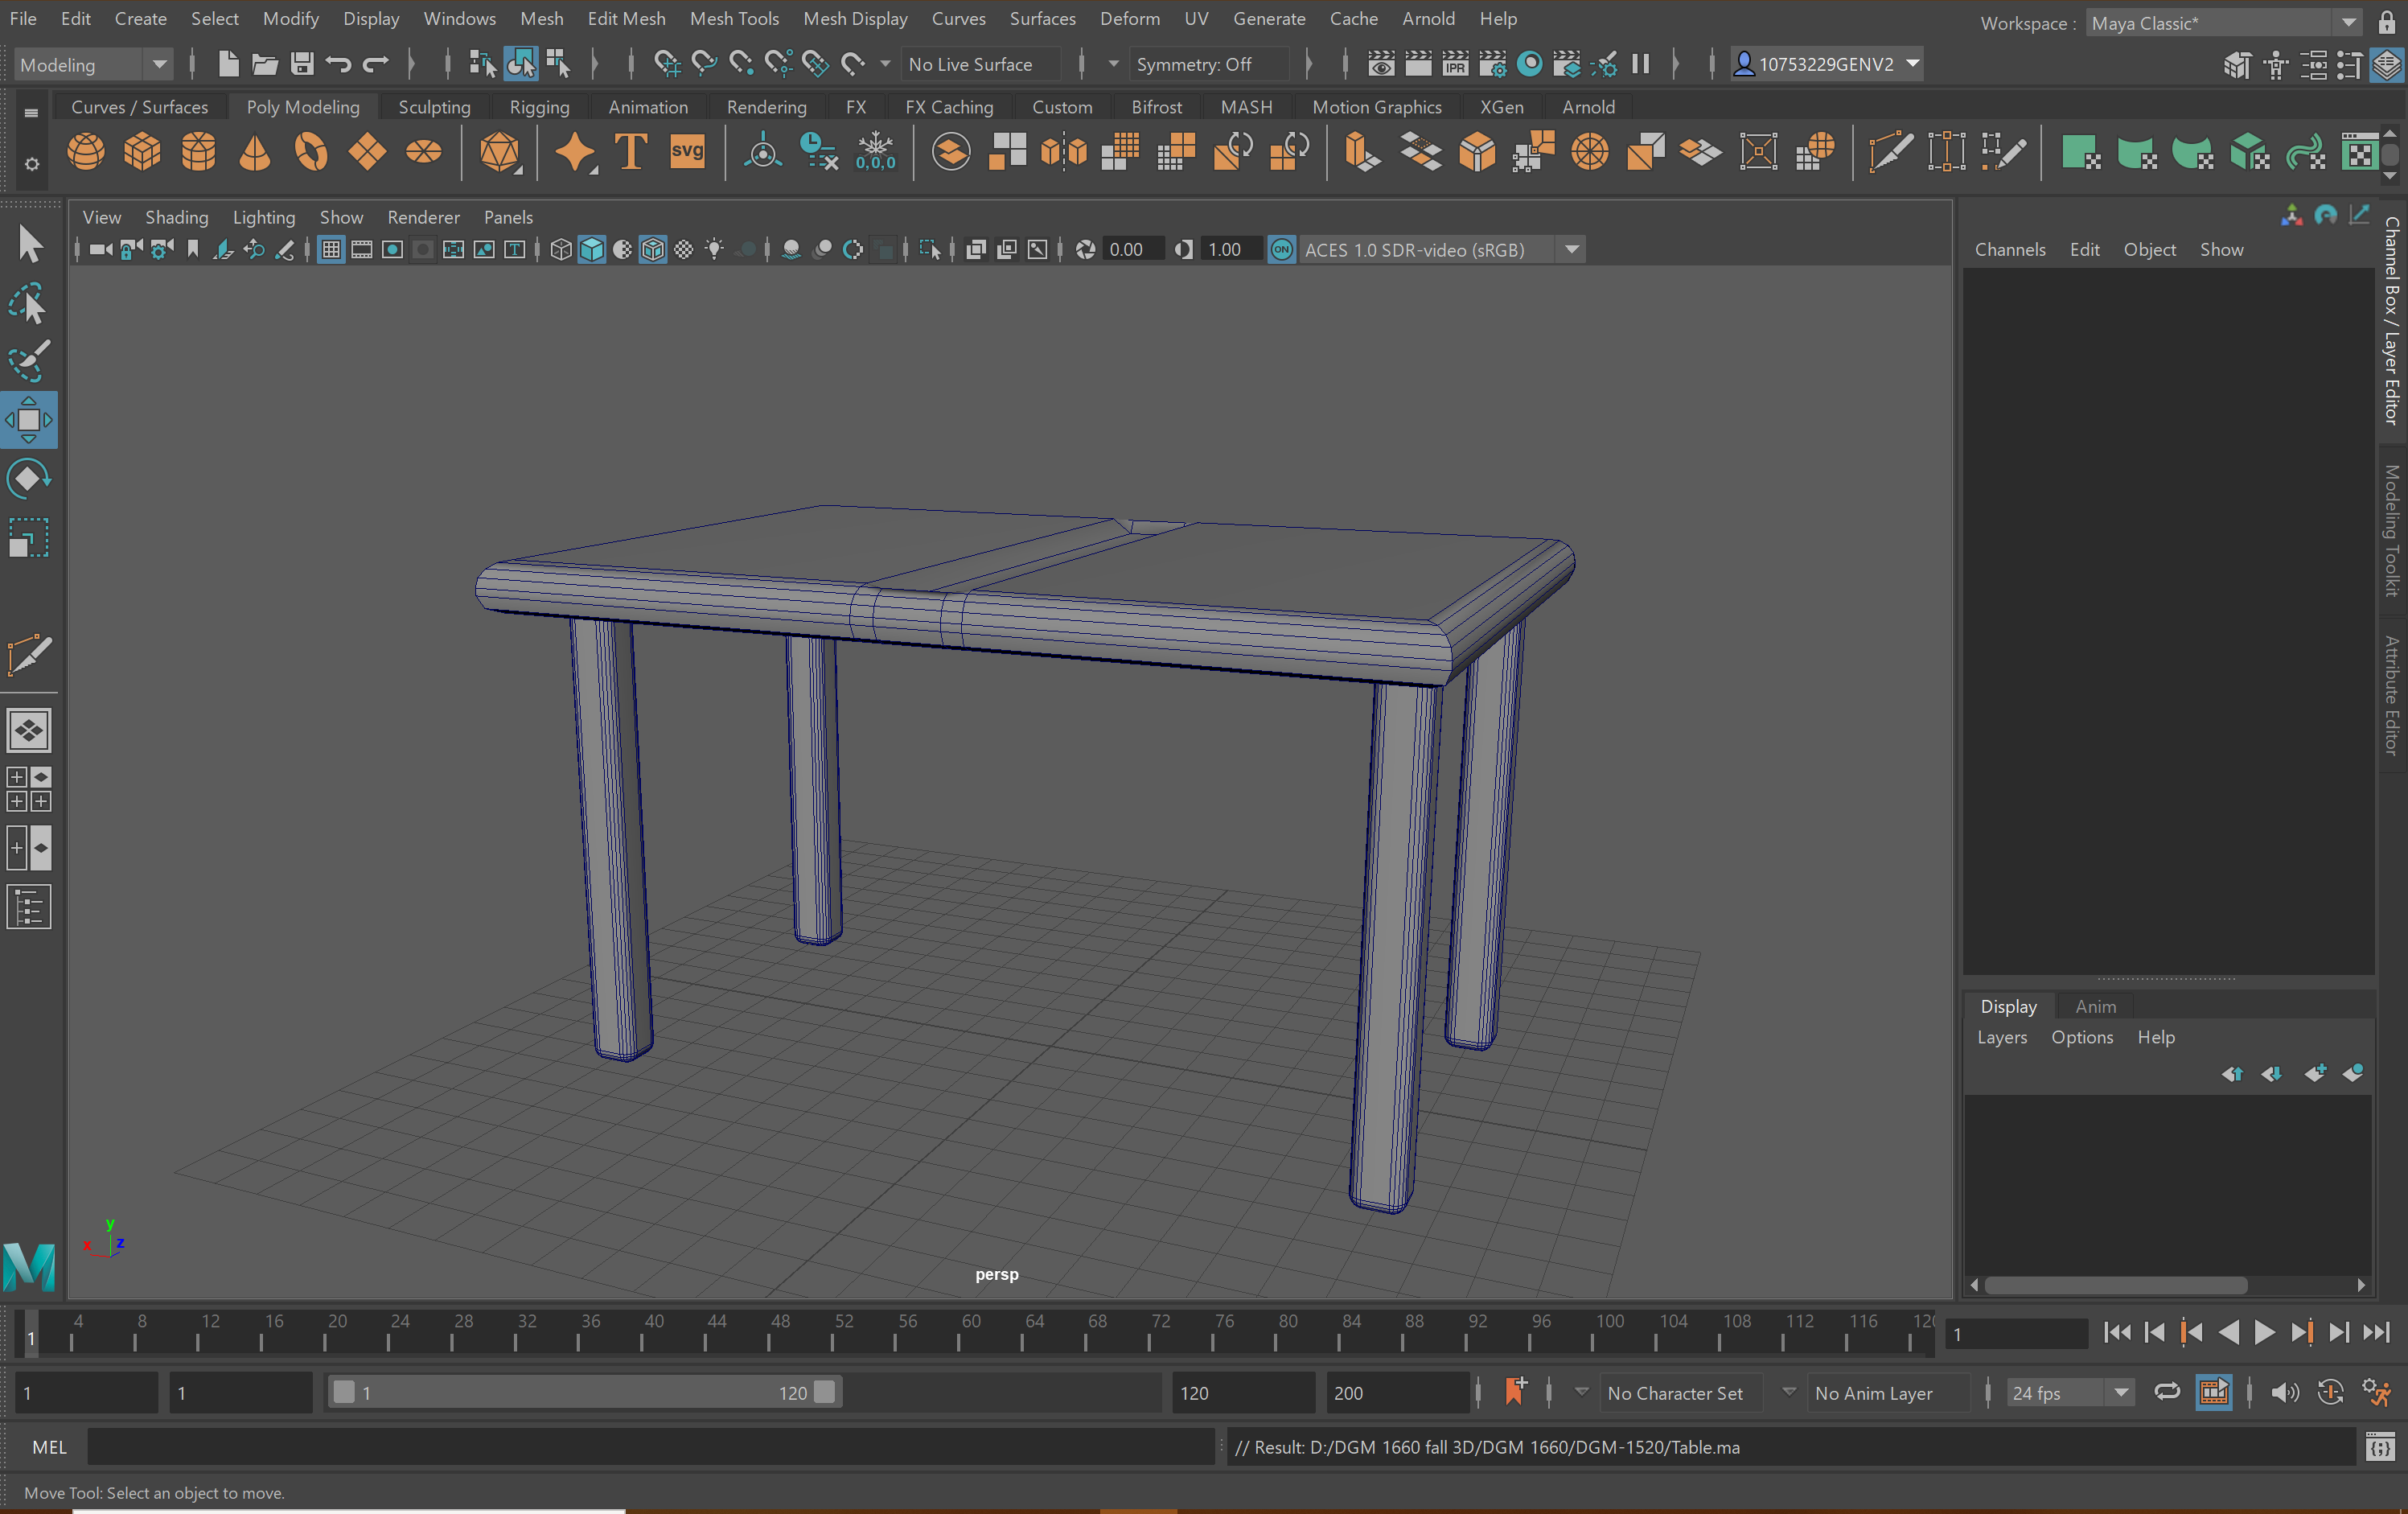 File Edit Create Select Modify Display Windows Mesh Edit Mesh Mesh Tools Mesh Display Curves Surfaces Deform UV Generate Cache Arnold Help
Workspace : Maya Classic*
Modeling
No Live Surface
Symmetry: Off
IPR
10753229GENV2
Curves / Surfaces Poly Modeling Sculpting Rigging Animation Rendering FX FX Caching Custom Bifrost MASH Motion Graphics XGen Arnold
T
svg
0,0,0
View Shading Lighting Show Renderer Panels
T
0.00
1.00
ON
ACES 1.0 SDR-video (sRGB)
Channels Edit Object Show
Channel Box / Layer Editor
Modeling Toolkit
Attribute Editor
Display Anim
Layers Options Help
y
x z
persp
M
4 8 12 16 20 24 28 32 36 40 44 48 52 56 60 64 68 72 76 80 84 88 92 96 100 104 108 112 116
1
1
1
1
1
120
120
200
No Character Set
No Anim Layer
24 fps
MEL
// Result: D:/DGM 1660 fall 3D/DGM 1660/DGM-1520/Table.ma
Move Tool: Select an object to move.